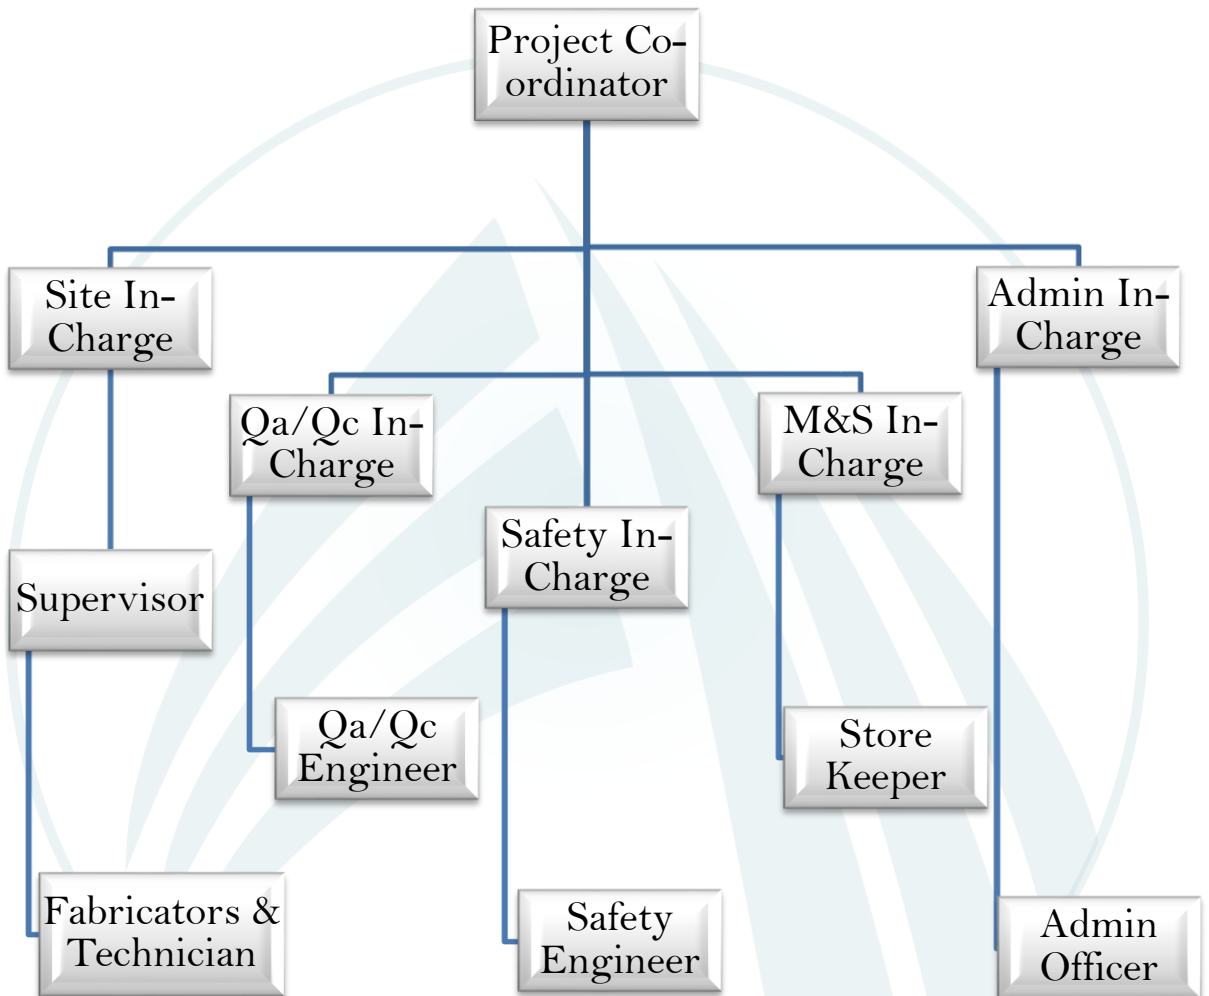 Project Co-
ordinator
Site In-
Charge
Admin In-
Charge
Qa/Qc In-
Charge
M&S In-
Charge
Safety In-
Charge
Supervisor
Qa/Qc
Engineer
Store
Keeper
Fabricators &
Technician
Safety
Engineer
Admin
Officer